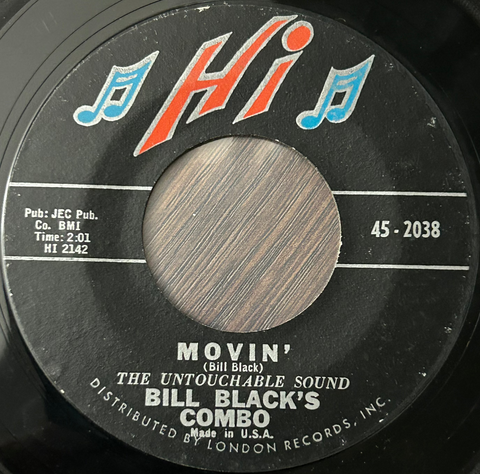 Hi
Pub: JEC Pub.
Co. BMI
Time: 2:01
HI 2142
45 - 2038
MOVIN'
(Bill Black)
THE UNTOUCHABLE SOUND
BILL BLACK'S
COMBO
Made in U.S.A.
DISTRIBUTED BY LONDON RECORDS, INC.